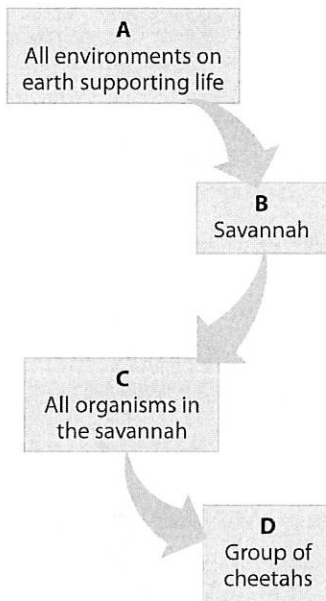 A
All environments on
earth supporting life
B
Savannah
C
All organisms in
the savannah
D
Group of
cheetahs